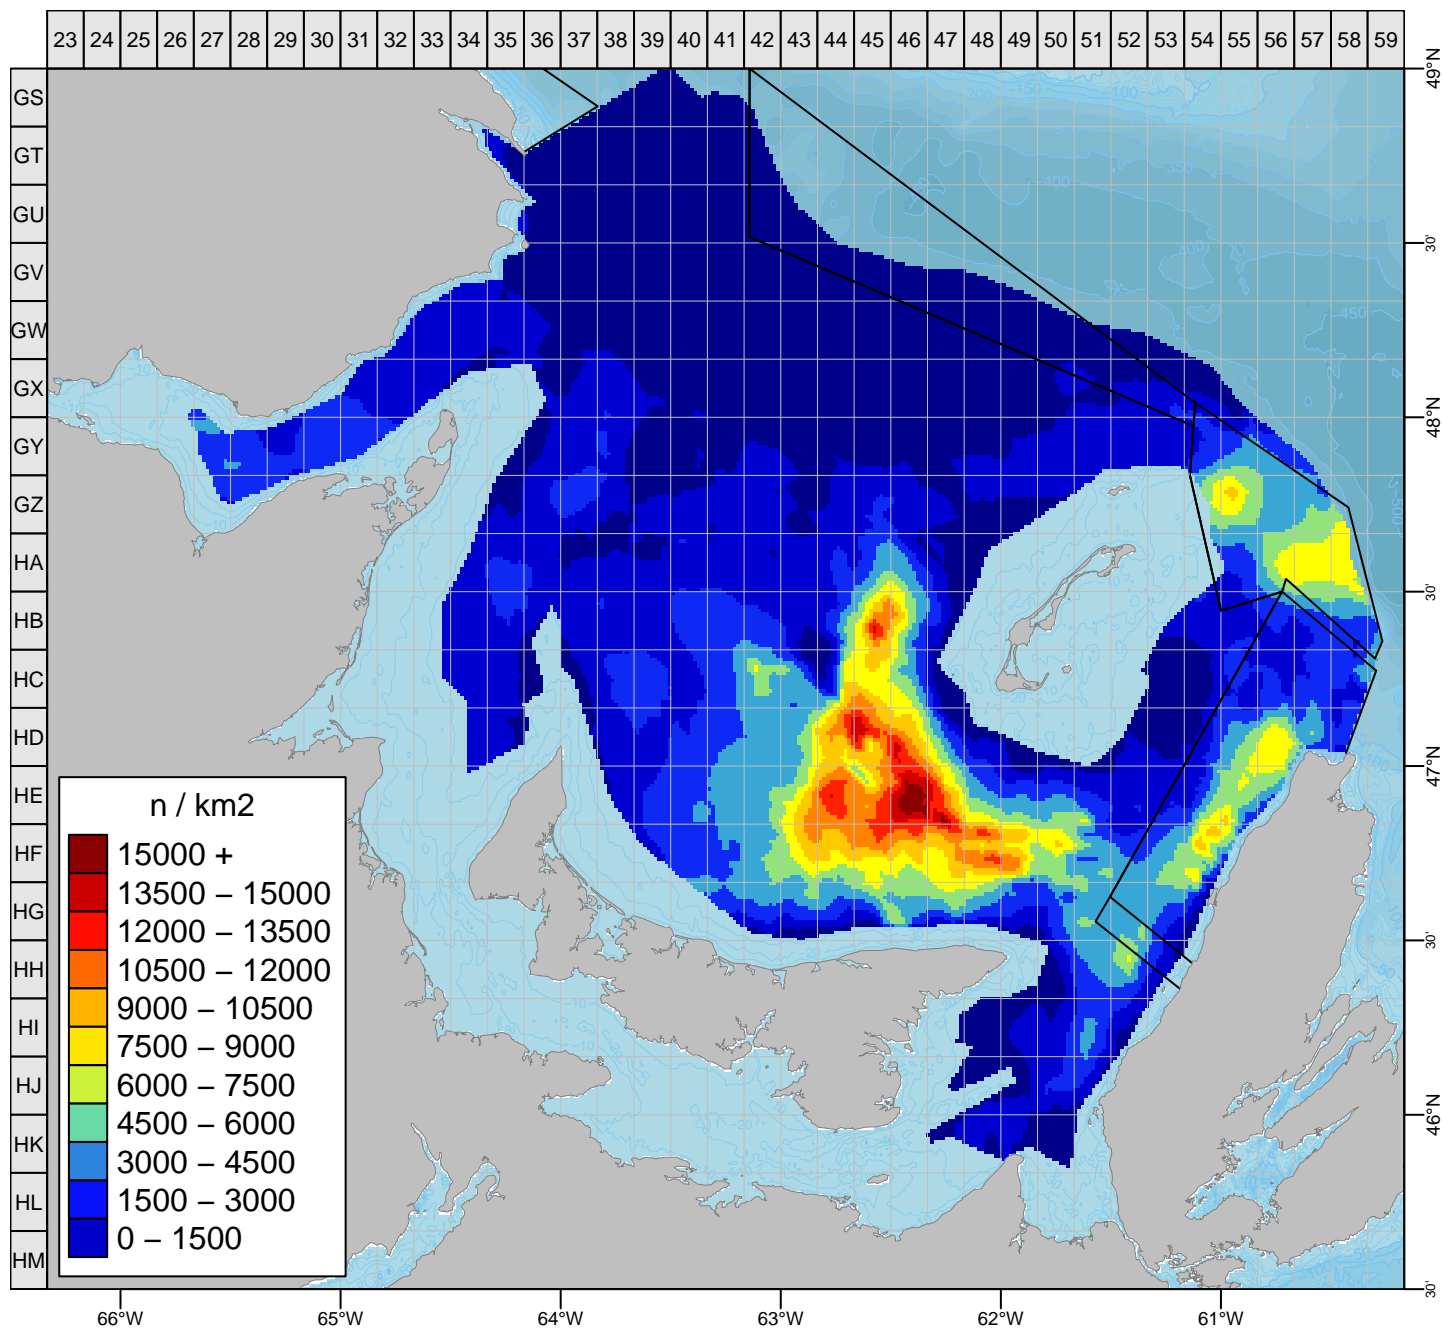 23 24 25 26 27 28 29 30 31 32 33 34 35 36 37 38 39 40 41 42 43 44 45 46 47 48 49 50 51 52 53 54 55 56 57 58 59
49°N
GS
GT
GU
30'
GV
GW
GX
48°N
GY
GZ
HA
30'
HB
HC
HD
47°N
HE
HF
HG
30'
HH
HI
HJ
46°N
HK
HL
HM
30'
n / km2
15000 +
13500 – 15000
12000 – 13500
10500 – 12000
9000 – 10500
7500 – 9000
6000 – 7500
4500 – 6000
3000 – 4500
1500 – 3000
0 – 1500
66°W 65°W 64°W 63°W 62°W 61°W